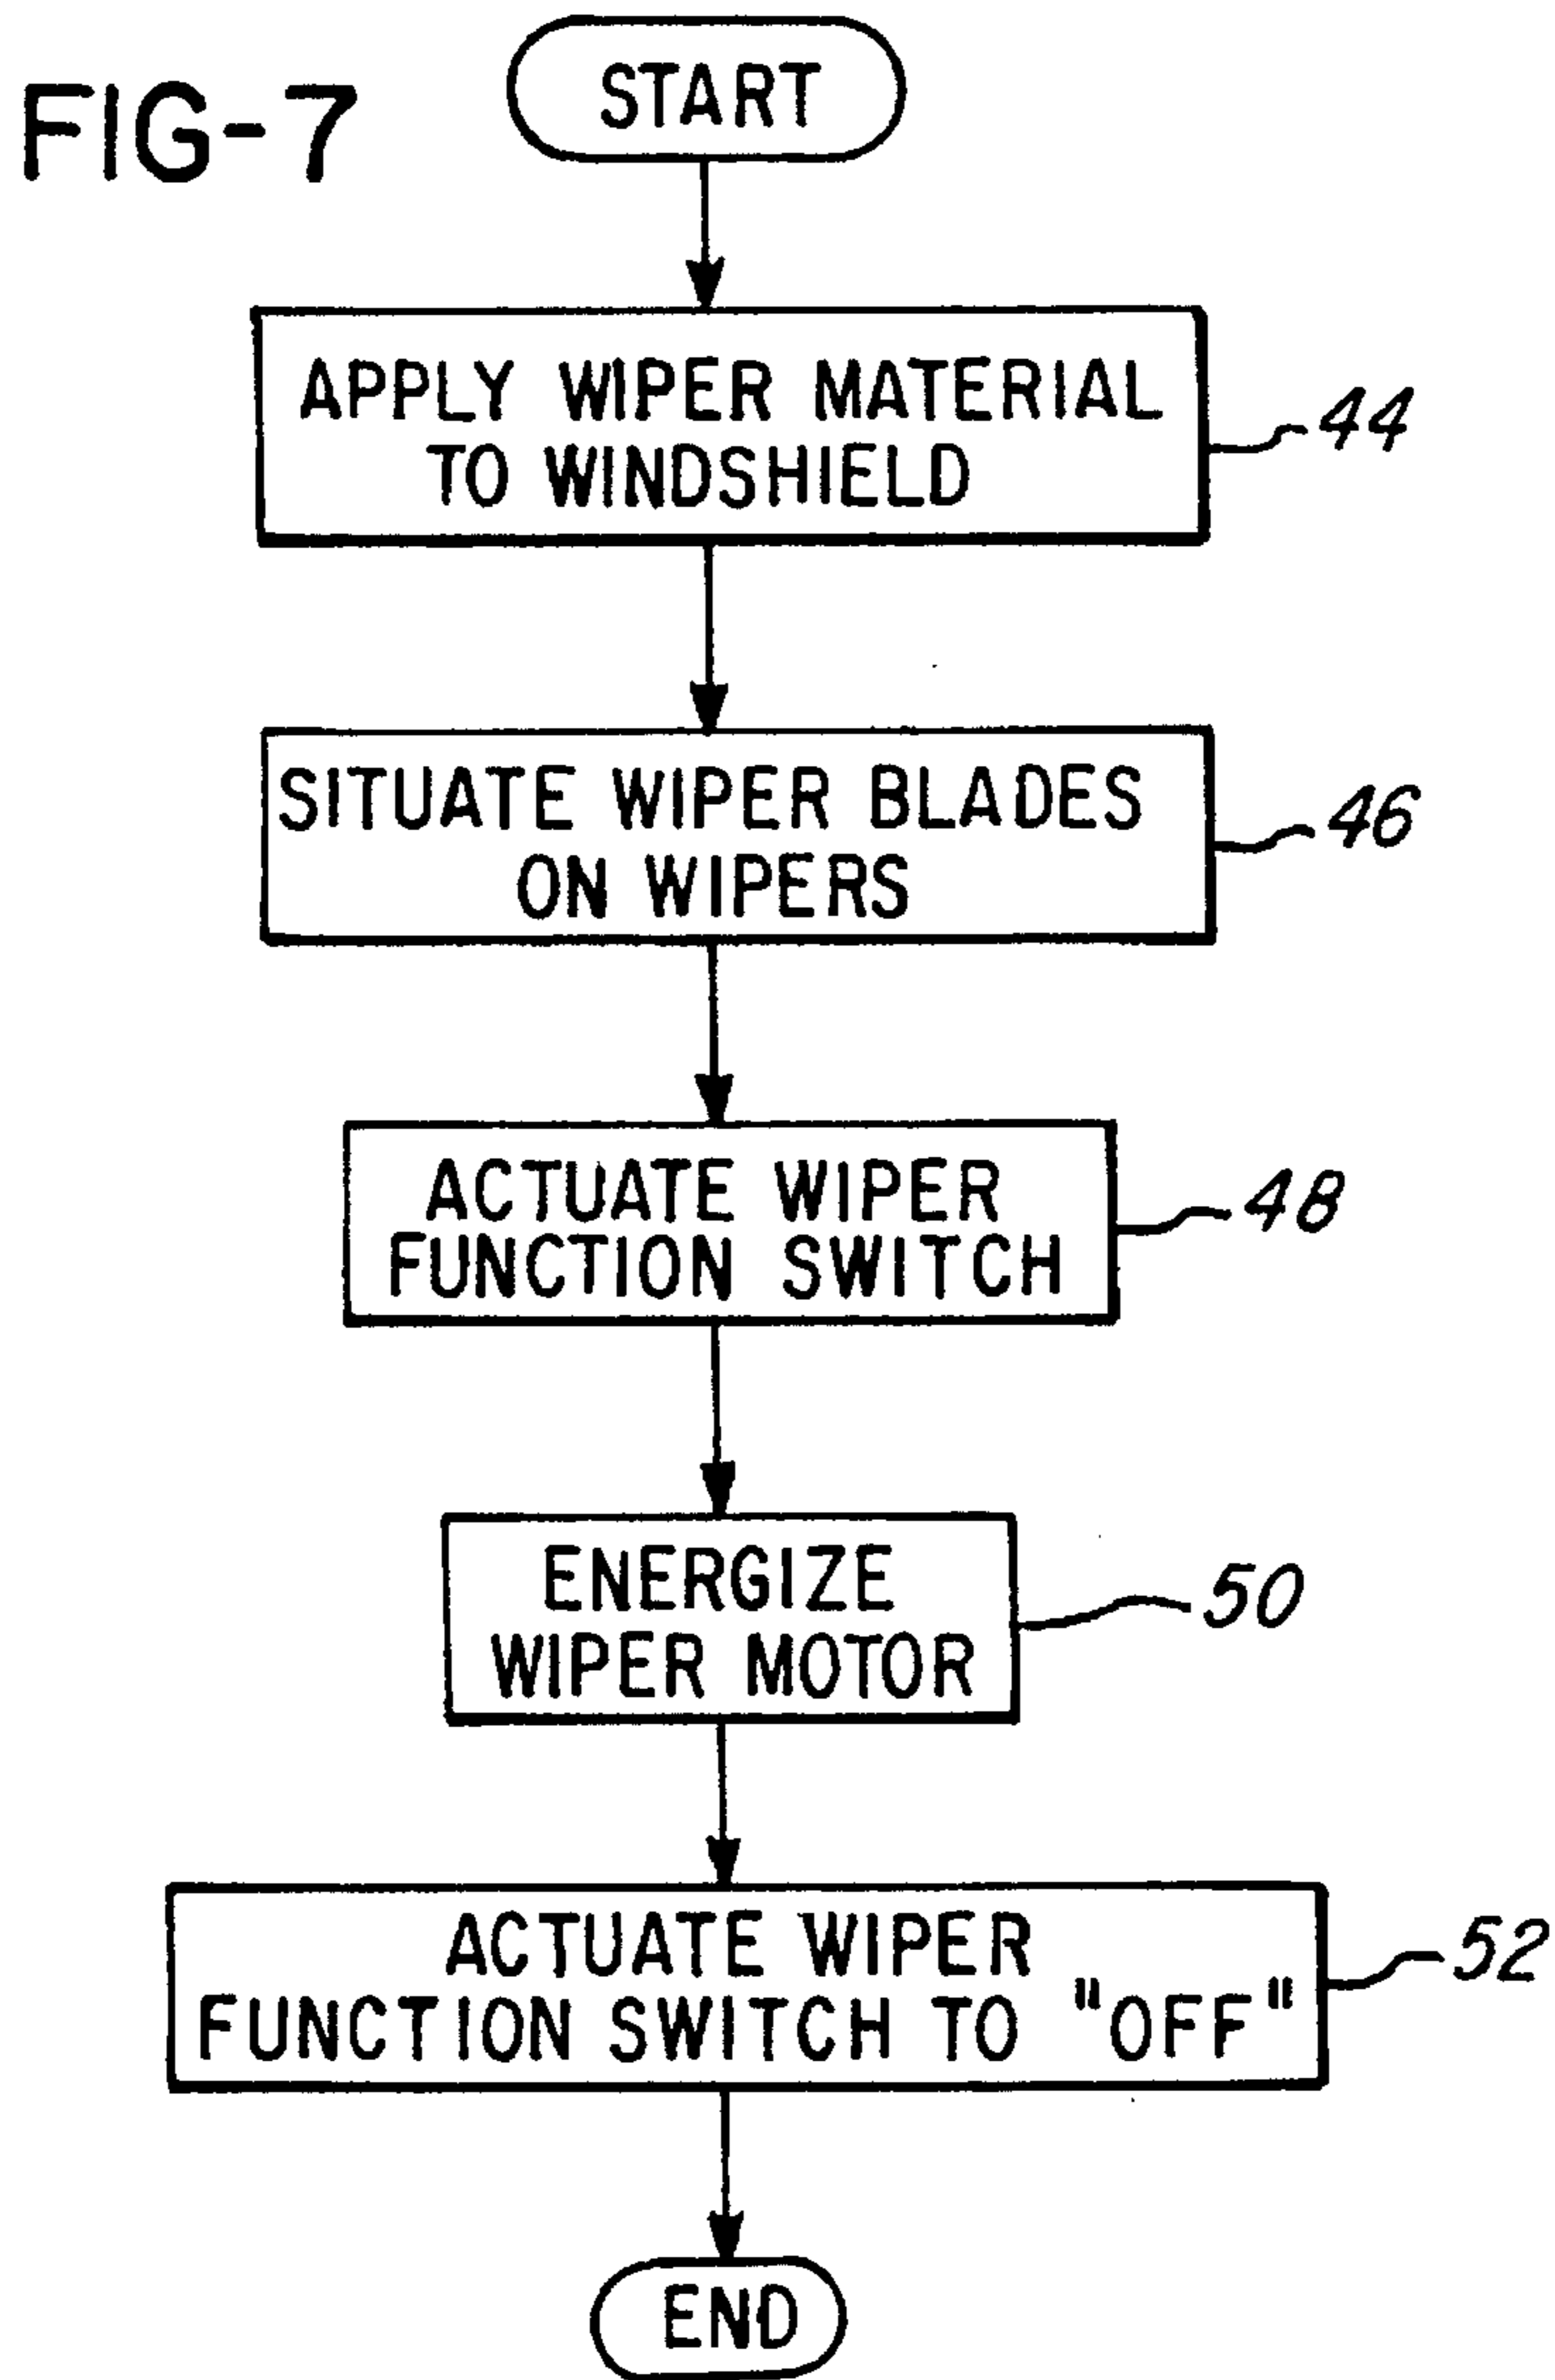 FIG-7
START
APPLY WIPER MATERIAL
TO WINDSHIELD
44
SITUATE WIPER BLADES
ON WIPERS
46
ACTUATE WIPER
FUNCTION SWITCH
48
ENERGIZE
WIPER MOTOR
50
ACTUATE WIPER
FUNCTION SWITCH TO "OFF"
52
END